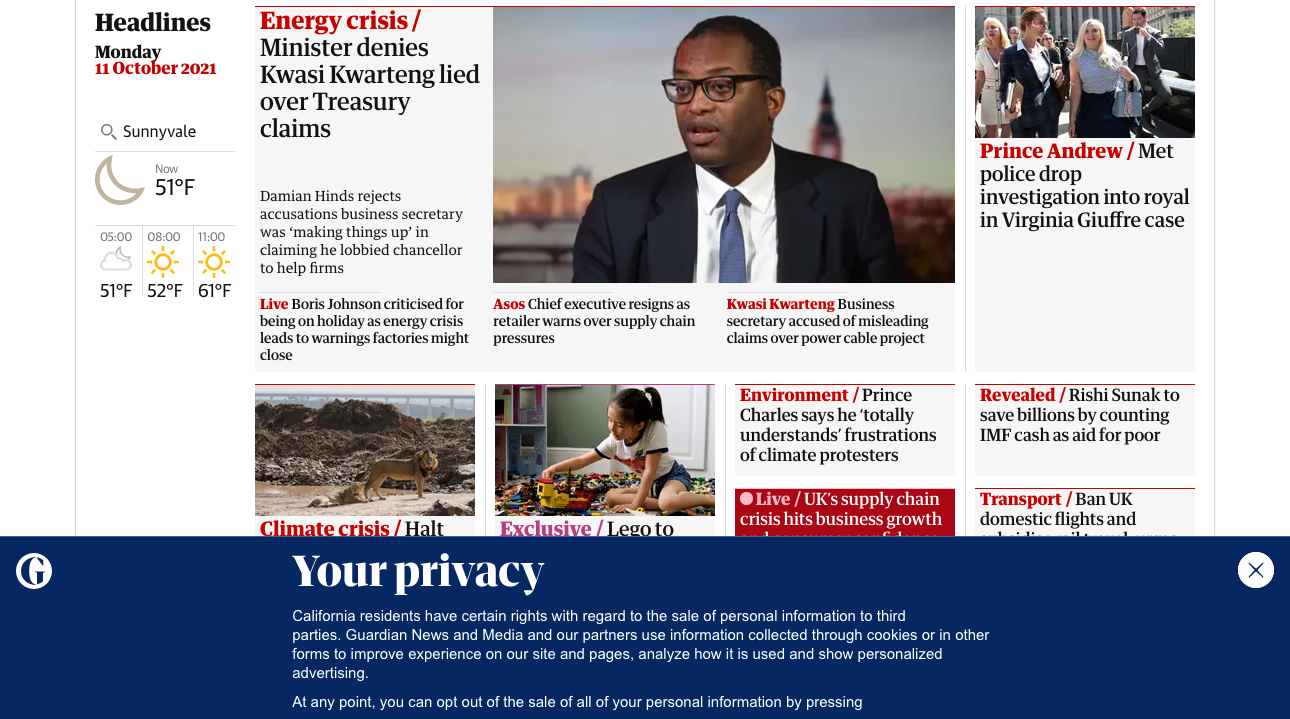 Headlines
Monday
11 October 2021
Sunnyvale
Now
51°F
05:00
08:00
11:00
51°F
52°F
61°F
Energy crisis /
Minister denies
Kwasi Kwarteng lied
over Treasury
claims
Damian Hinds rejects
accusations business secretary
was ‘making things up’ in
claiming he lobbied chancellor
to help firms
Live Boris Johnson criticised for
being on holiday as energy crisis
leads to warnings factories might
close
Asos Chief executive resigns as
retailer warns over supply chain
pressures
Kwasi Kwarteng Business
secretary accused of misleading
claims over power cable project
Prince Andrew / Met
police drop
investigation into royal
in Virginia Giuffre case
Climate crisis / Halt
Exclusive / Lego to
Environment / Prince
Charles says he ‘totally
understands’ frustrations
of climate protesters
Live / UK’s supply chain
crisis hits business growth
Revealed / Rishi Sunak to
save billions by counting
IMF cash as aid for poor
Transport / Ban UK
domestic flights and
Your privacy
California residents have certain rights with regard to the sale of personal information to third
parties. Guardian News and Media and our partners use information collected through cookies or in other
forms to improve experience on our site and pages, analyze how it is used and show personalized
advertising.
At any point, you can opt out of the sale of all of your personal information by pressing